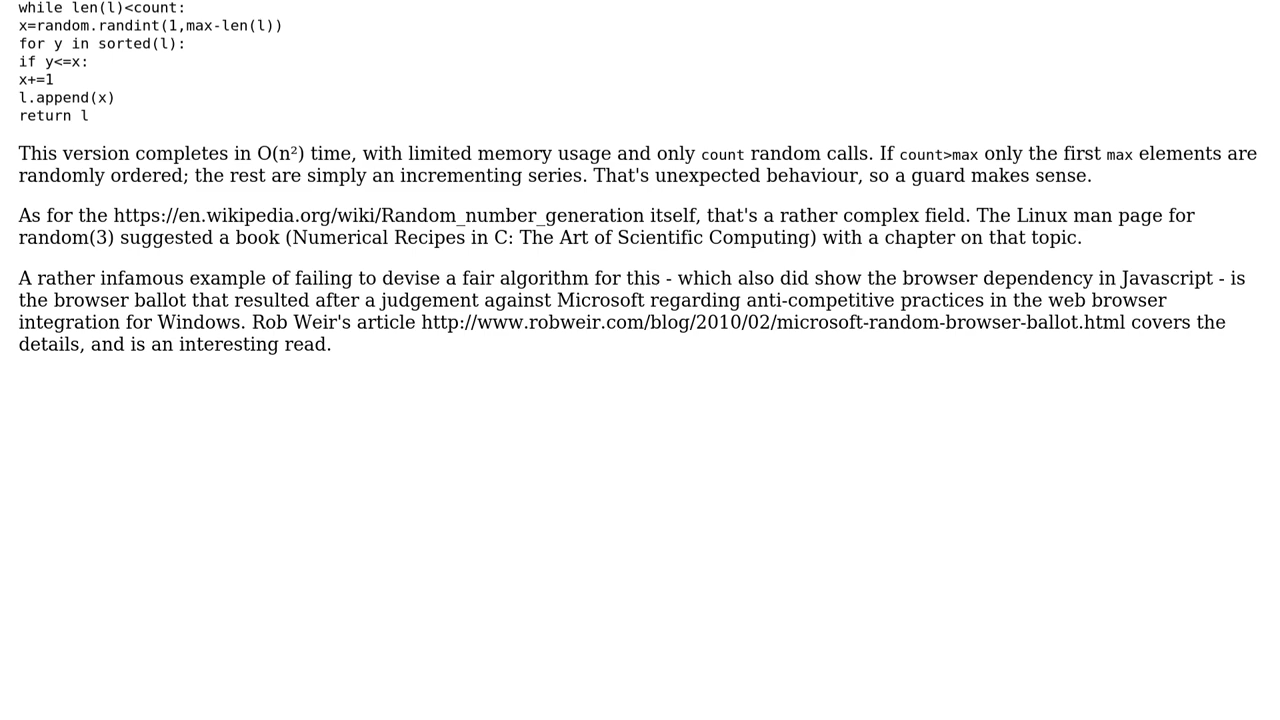 while len(l)<count:
x=random.randint(1,max-len(l))
for y in sorted(l):
if y<=x:
x+=1
l.append(x)
return l
This version completes in O(n²) time, with limited memory usage and only count random calls. If count>max only the first max elements are
randomly ordered; the rest are simply an incrementing series. That's unexpected behaviour, so a guard makes sense.
As for the https://en.wikipedia.org/wiki/Random_number_generation itself, that's a rather complex field. The Linux man page for
random(3) suggested a book (Numerical Recipes in C: The Art of Scientific Computing) with a chapter on that topic.
A rather infamous example of failing to devise a fair algorithm for this - which also did show the browser dependency in Javascript - is
the browser ballot that resulted after a judgement against Microsoft regarding anti-competitive practices in the web browser
integration for Windows. Rob Weir's article http://www.robweir.com/blog/2010/02/microsoft-random-browser-ballot.html covers the
details, and is an interesting read.